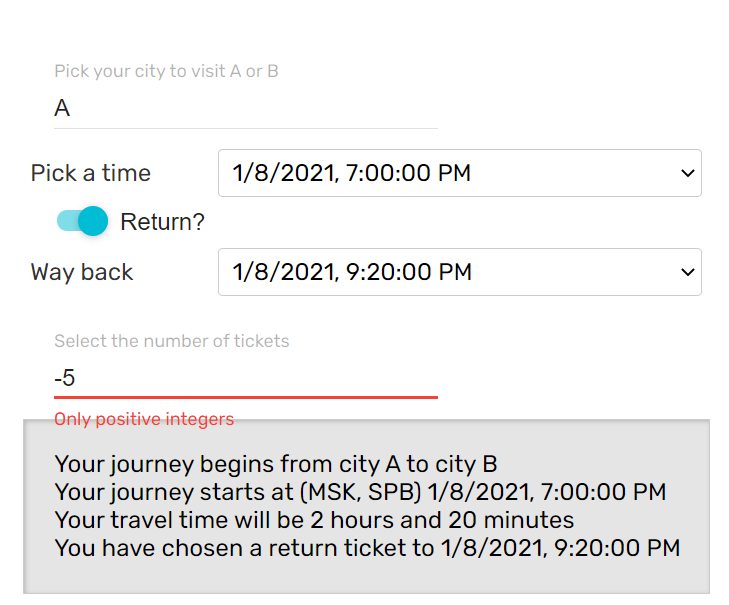 Pick your city to visit A or B
A
Pick a time 1/8/2021, 7:00:00 PM
Return?
Way back 1/8/2021, 9:20:00 PM
Select the number of tickets
-5
Only positive integers
Your journey begins from city A to city B
Your journey starts at (MSK, SPB) 1/8/2021, 7:00:00 PM
Your travel time will be 2 hours and 20 minutes
You have chosen a return ticket to 1/8/2021, 9:20:00 PM